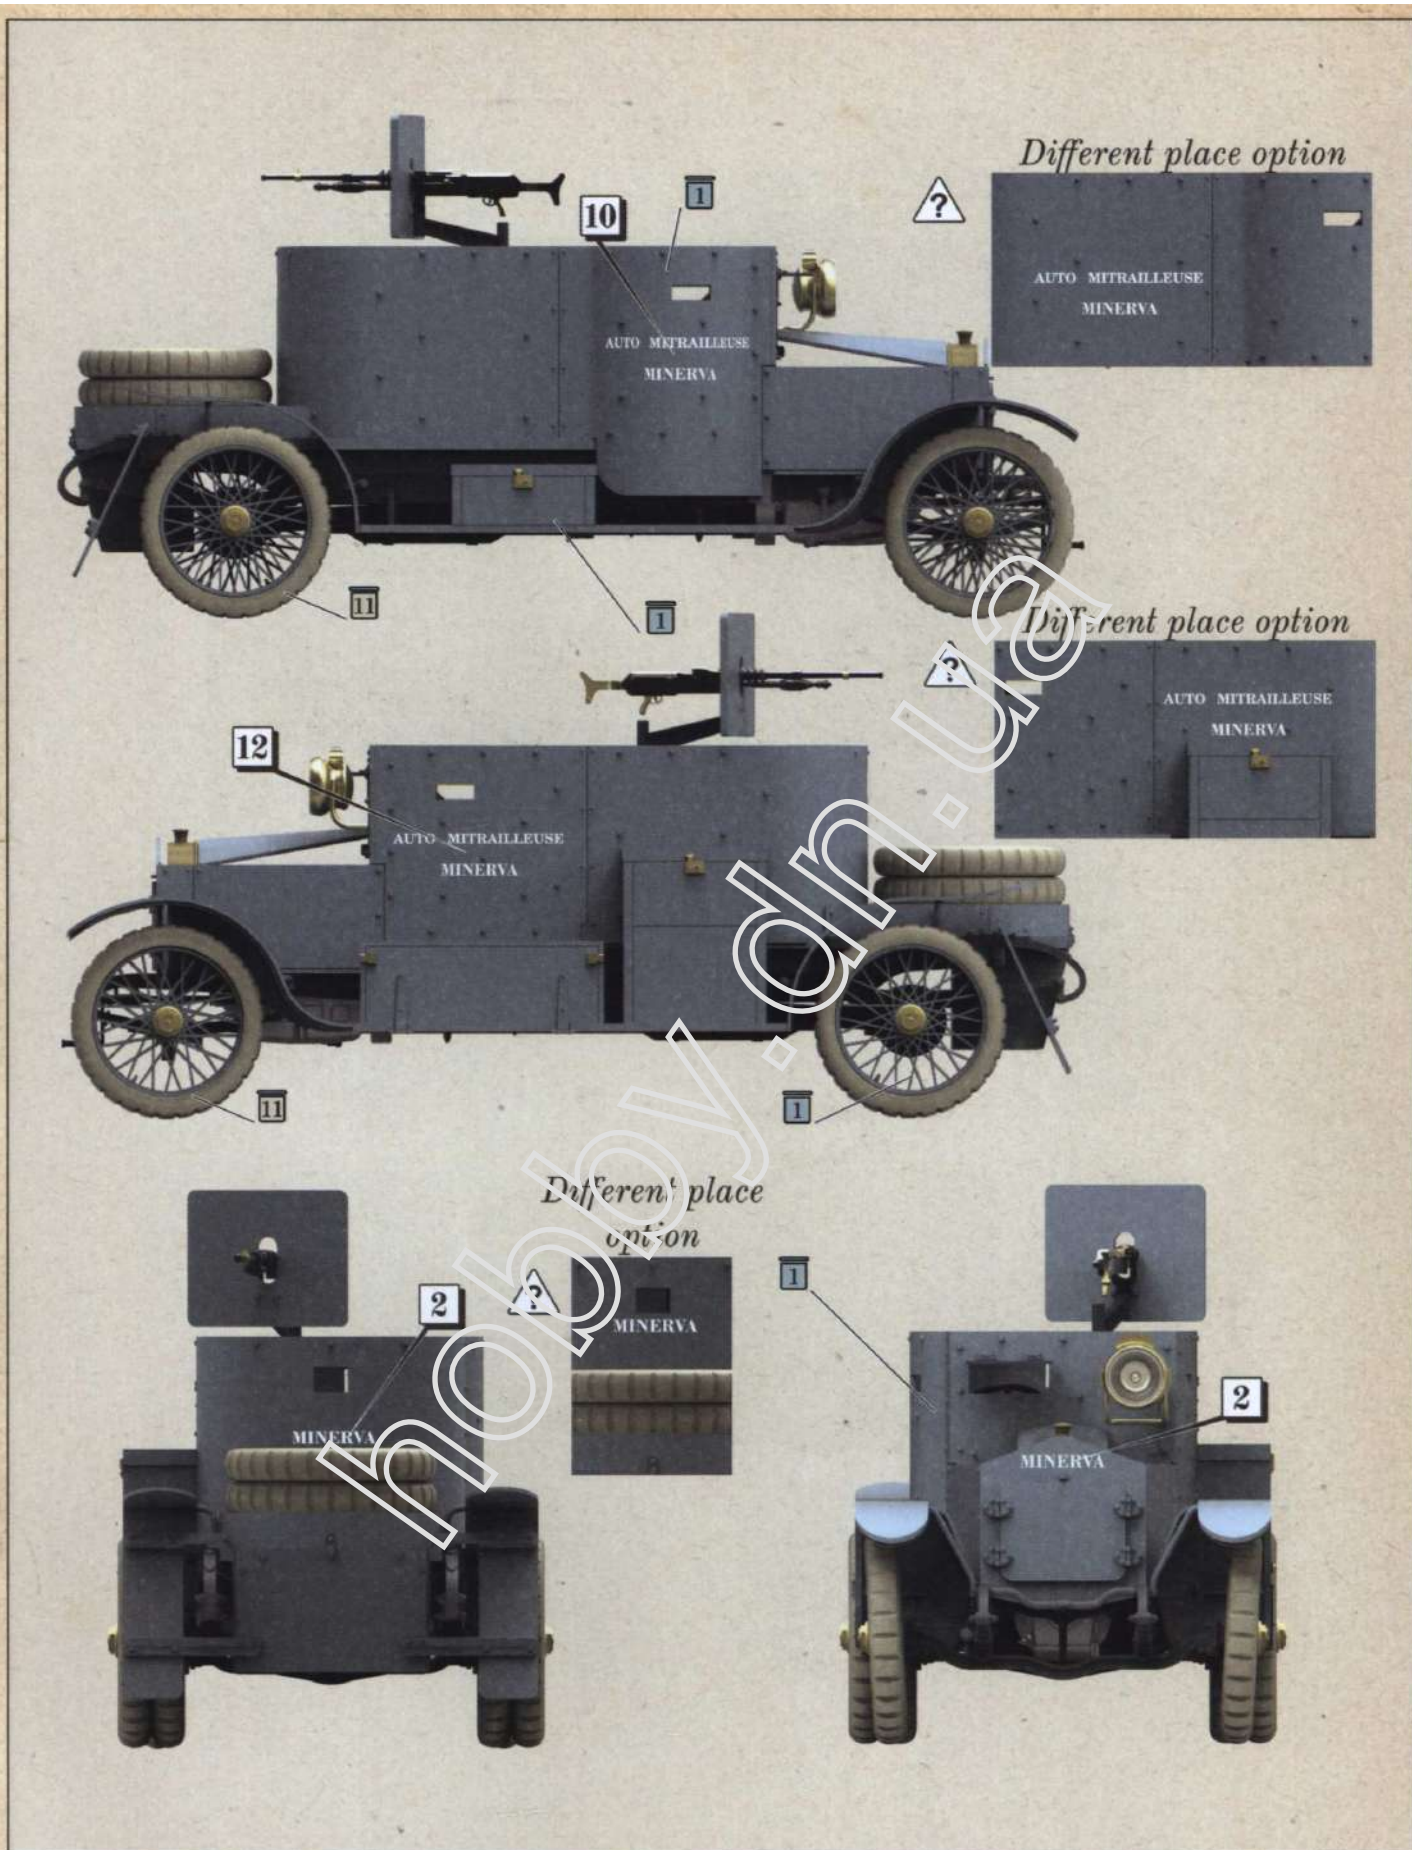 Different place option
1
10
?
AUTO MITRAILLEUSE
MINERVA
AUTO MITRAILLEUSE
MINERVA
11
1
Different place option
?
AUTO MITRAILLEUSE
MINERVA
12
AUTO MITRAILLEUSE
MINERVA
11
1
Different place
option
1
2
?
MINERVA
2
MINERVA
MINERVA
hobby.dn.ua